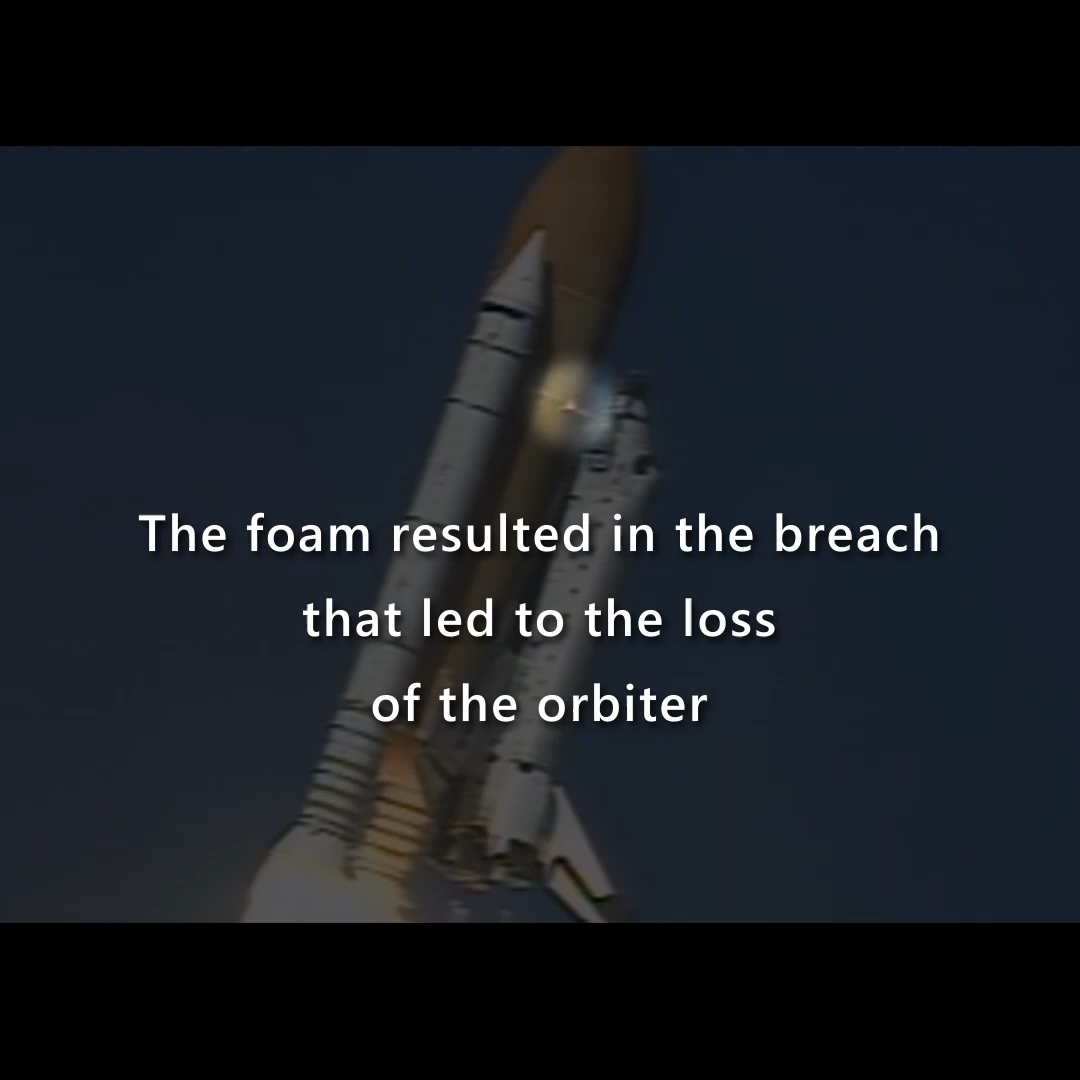 The foam resulted in the breach
that led to the loss
of the orbiter